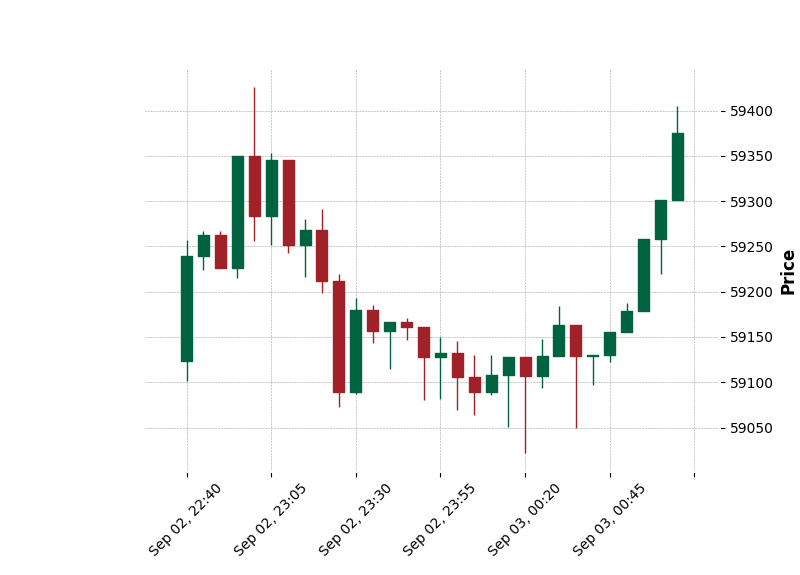 59400
59350
59300
59250
59200
59150
59100
59050
Price
Sep 02, 22:40
Sep 02, 23:05
Sep 02, 23:30
Sep 02, 23:55
Sep 03, 00:20
Sep 03, 00:45